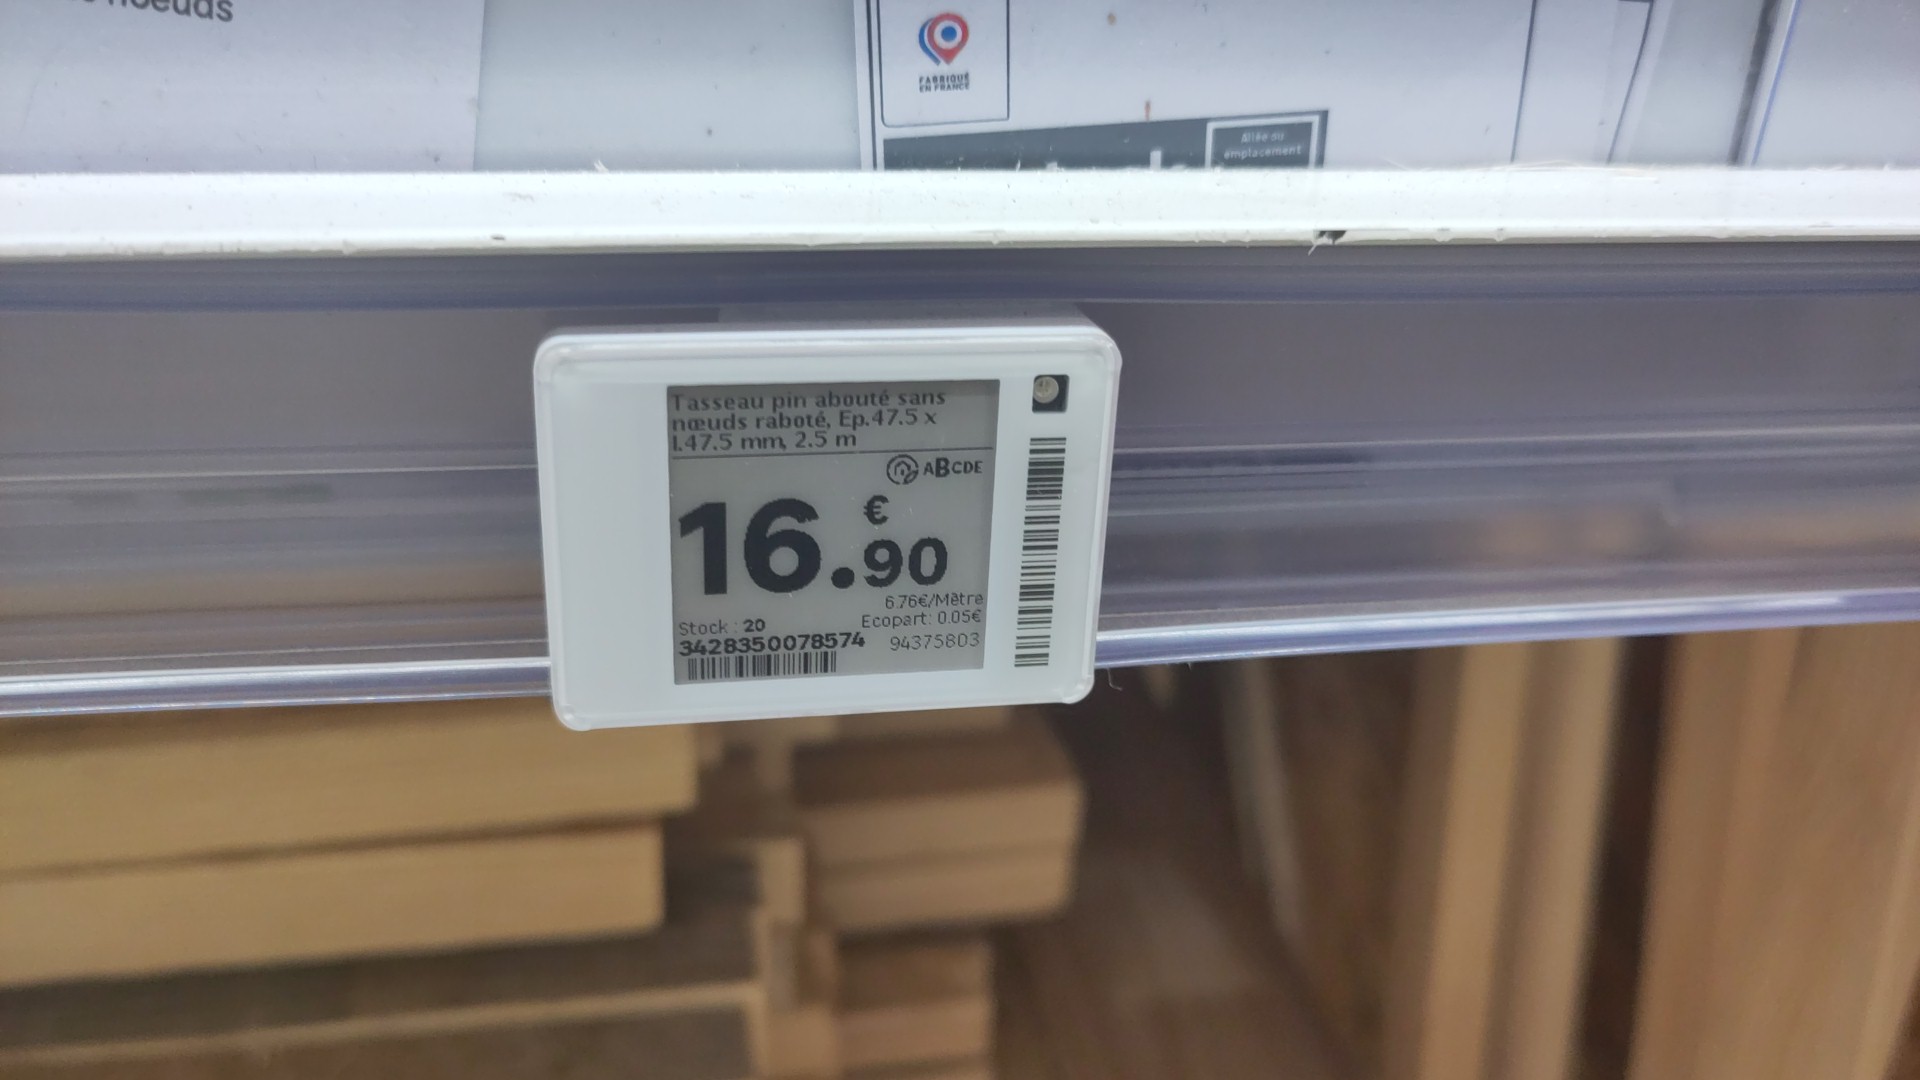 noeuds
FABRIQUÉ
EN FRANCE
Allée ou
emplacement
Tasseau pin abouté sans
nœuds raboté, Ep.47.5 x
l.47.5 mm, 2.5 m
ABCDE
16.90
€
6.76€/Mètre
Stock : 20
Ecopart: 0.05€
3428350078574
94375803